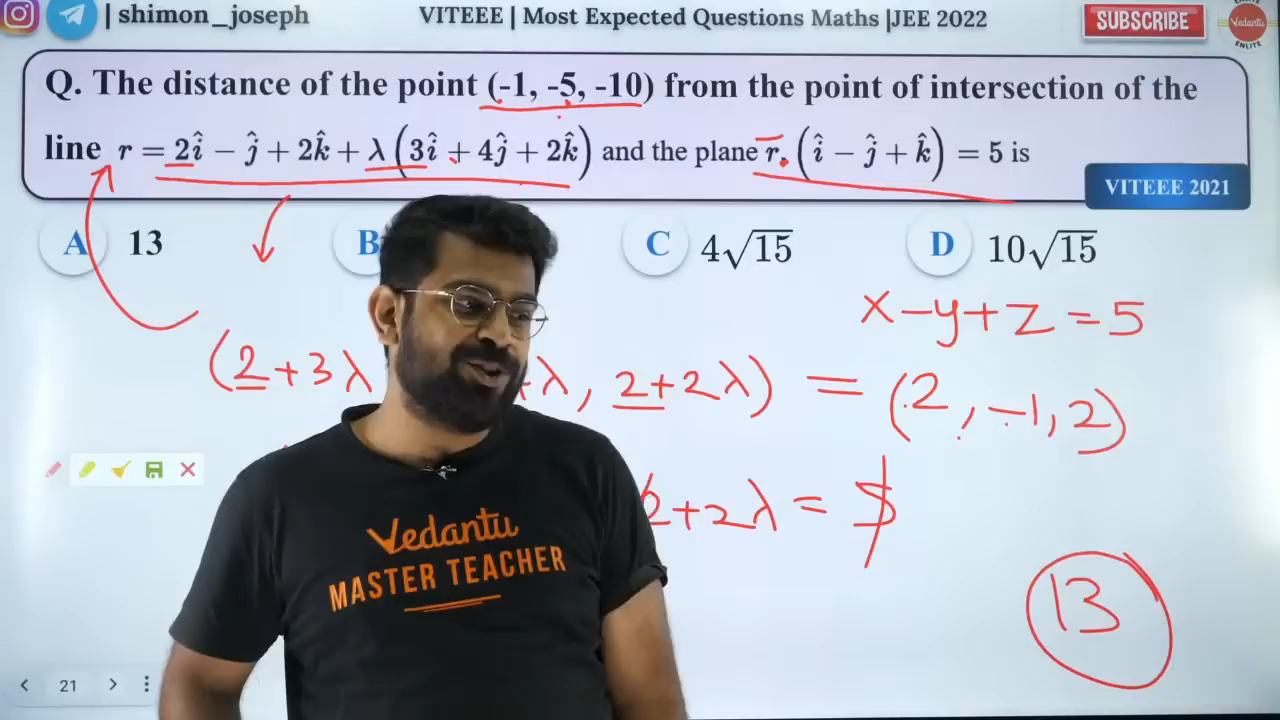 | shimon_joseph
VITEEE | Most Expected Questions Maths |JEE 2022
SUBSCRIBE
Vedantu
ENLITE
Q. The distance of the point (-1, -5, -10) from the point of intersection of the
line r = 2î − ĵ + 2k̂ + λ(3î + 4ĵ + 2k̂) and the plane r̄.(î − ĵ + k̂) = 5 is
VITEEE 2021
A 13
B
C 4√15
D 10√15
x−y+z=5
(2+3λ
+λ, 2+2λ) = (2, −1, 2)
2+2λ = 5
13
Vedantu
MASTER TEACHER
21